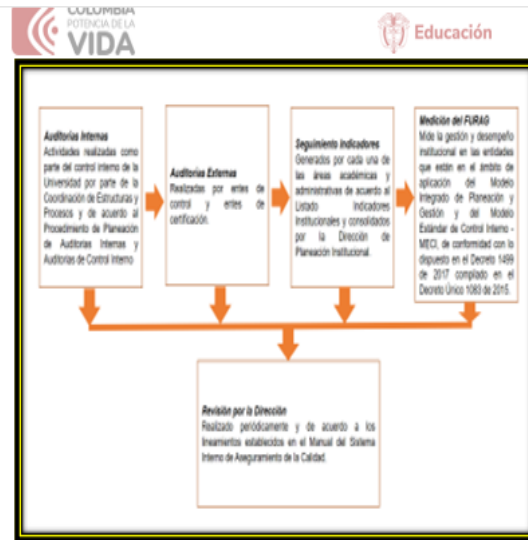 COLOMBIA
POTENCIA DE LA
VIDA
Educación
Auditorías Internas
Actividades realizadas como
parte del control interno de la
Universidad por parte de la
Coordinación de Estructuras y
Procesos y de acuerdo al
Procedimiento de Planeación
de Auditorías Internas y
Auditorías de Control Interno
Auditorías Externas
Realizadas por entes de
control y entes de
certificación.
Seguimiento Indicadores
Generados por cada una de
las áreas académicas y
administrativas de acuerdo al
Listado Indicadores
Institucionales y consolidados
por la Dirección de
Planeación Institucional.
Medición del FURAG
Mide la gestión y desempeño
institucional en las entidades
que están en el ámbito de
aplicación del Modelo
Integrado de Planeación y
Gestión y del Modelo
Estándar de Control Interno -
MECI, de conformidad con lo
dispuesto en el Decreto 1499
de 2017 compilado en el
Decreto Único 1083 de 2015.
Revisión por la Dirección
Realizado periódicamente y de acuerdo a los
lineamientos establecidos en el Manual del Sistema
Interno de Aseguramiento de la Calidad.